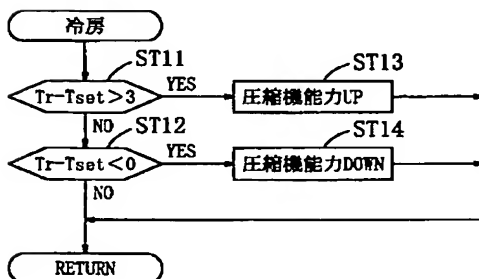 冷房
ST11
ST13
Tr-Tset>3
YES
圧縮機能力UP
NO
ST12
ST14
Tr-Tset<0
YES
圧縮機能力DOWN
NO
RETURN